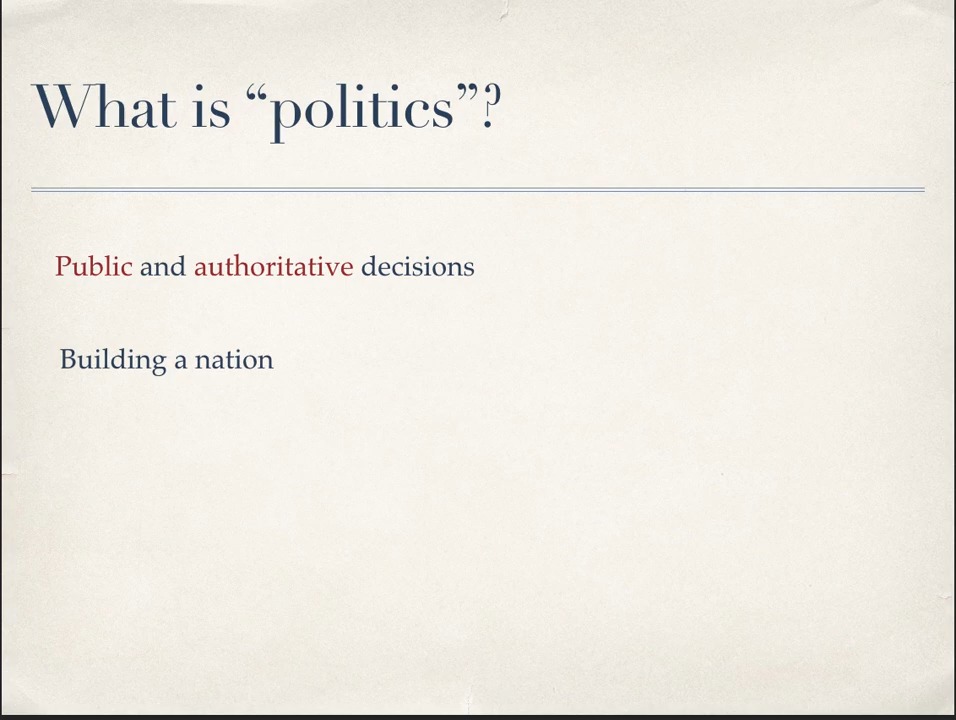 What is “politics”?
Public and authoritative decisions
Building a nation